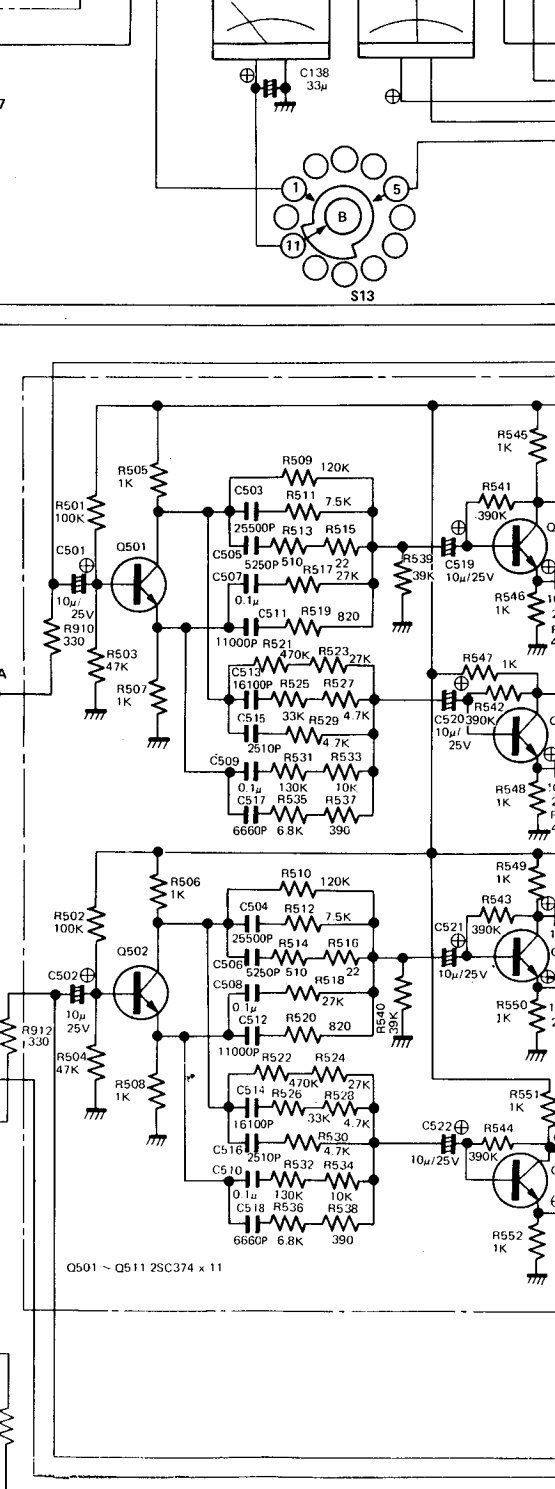 7
C138
33µ
1
5
B
11
S13
R545
1K
R509
120K
R505
1K
C503
R511
7.5K
R541
390K
R501
100K
25500P
R513
R515
C505
5250P
510
22
C501
Q501
C507
R517
27K
R539
39K
C519
10µ/25V
0.1µ
10µ/
25V
R546
1K
C511
R519
820
11000P
R910
330
R521
470K
R523
27K
R503
47K
C513
16100P
R547
1K
A
R507
1K
R525
33K
R527
4.7K
R542
390K
C520
10µ/
25V
C515
2510P
R529
4.7K
C509
0.1µ
R531
130K
R533
10K
R548
1K
C517
6660P
R535
6.8K
R537
390
R549
1K
R506
1K
R510
120K
R543
390K
R502
100K
C504
R512
7.5K
25500P
R514
R516
C521
10µ/25V
C506
5250P
510
22
Q502
C508
R518
27K
C502
0.1µ
10µ
25V
C512
R520
820
R540
39K
R550
1K
R912
330
11000P
R504
47K
R522
470K
R524
27K
R508
1K
C514
16100P
R526
33K
R528
4.7K
R551
1K
C522
10µ/25V
R544
390K
C516
2510P
R530
4.7K
C510
0.1µ
R532
130K
R534
10K
C518
6660P
R536
6.8K
R538
390
R552
1K
Q501 ~ Q511 2SC374 x 11